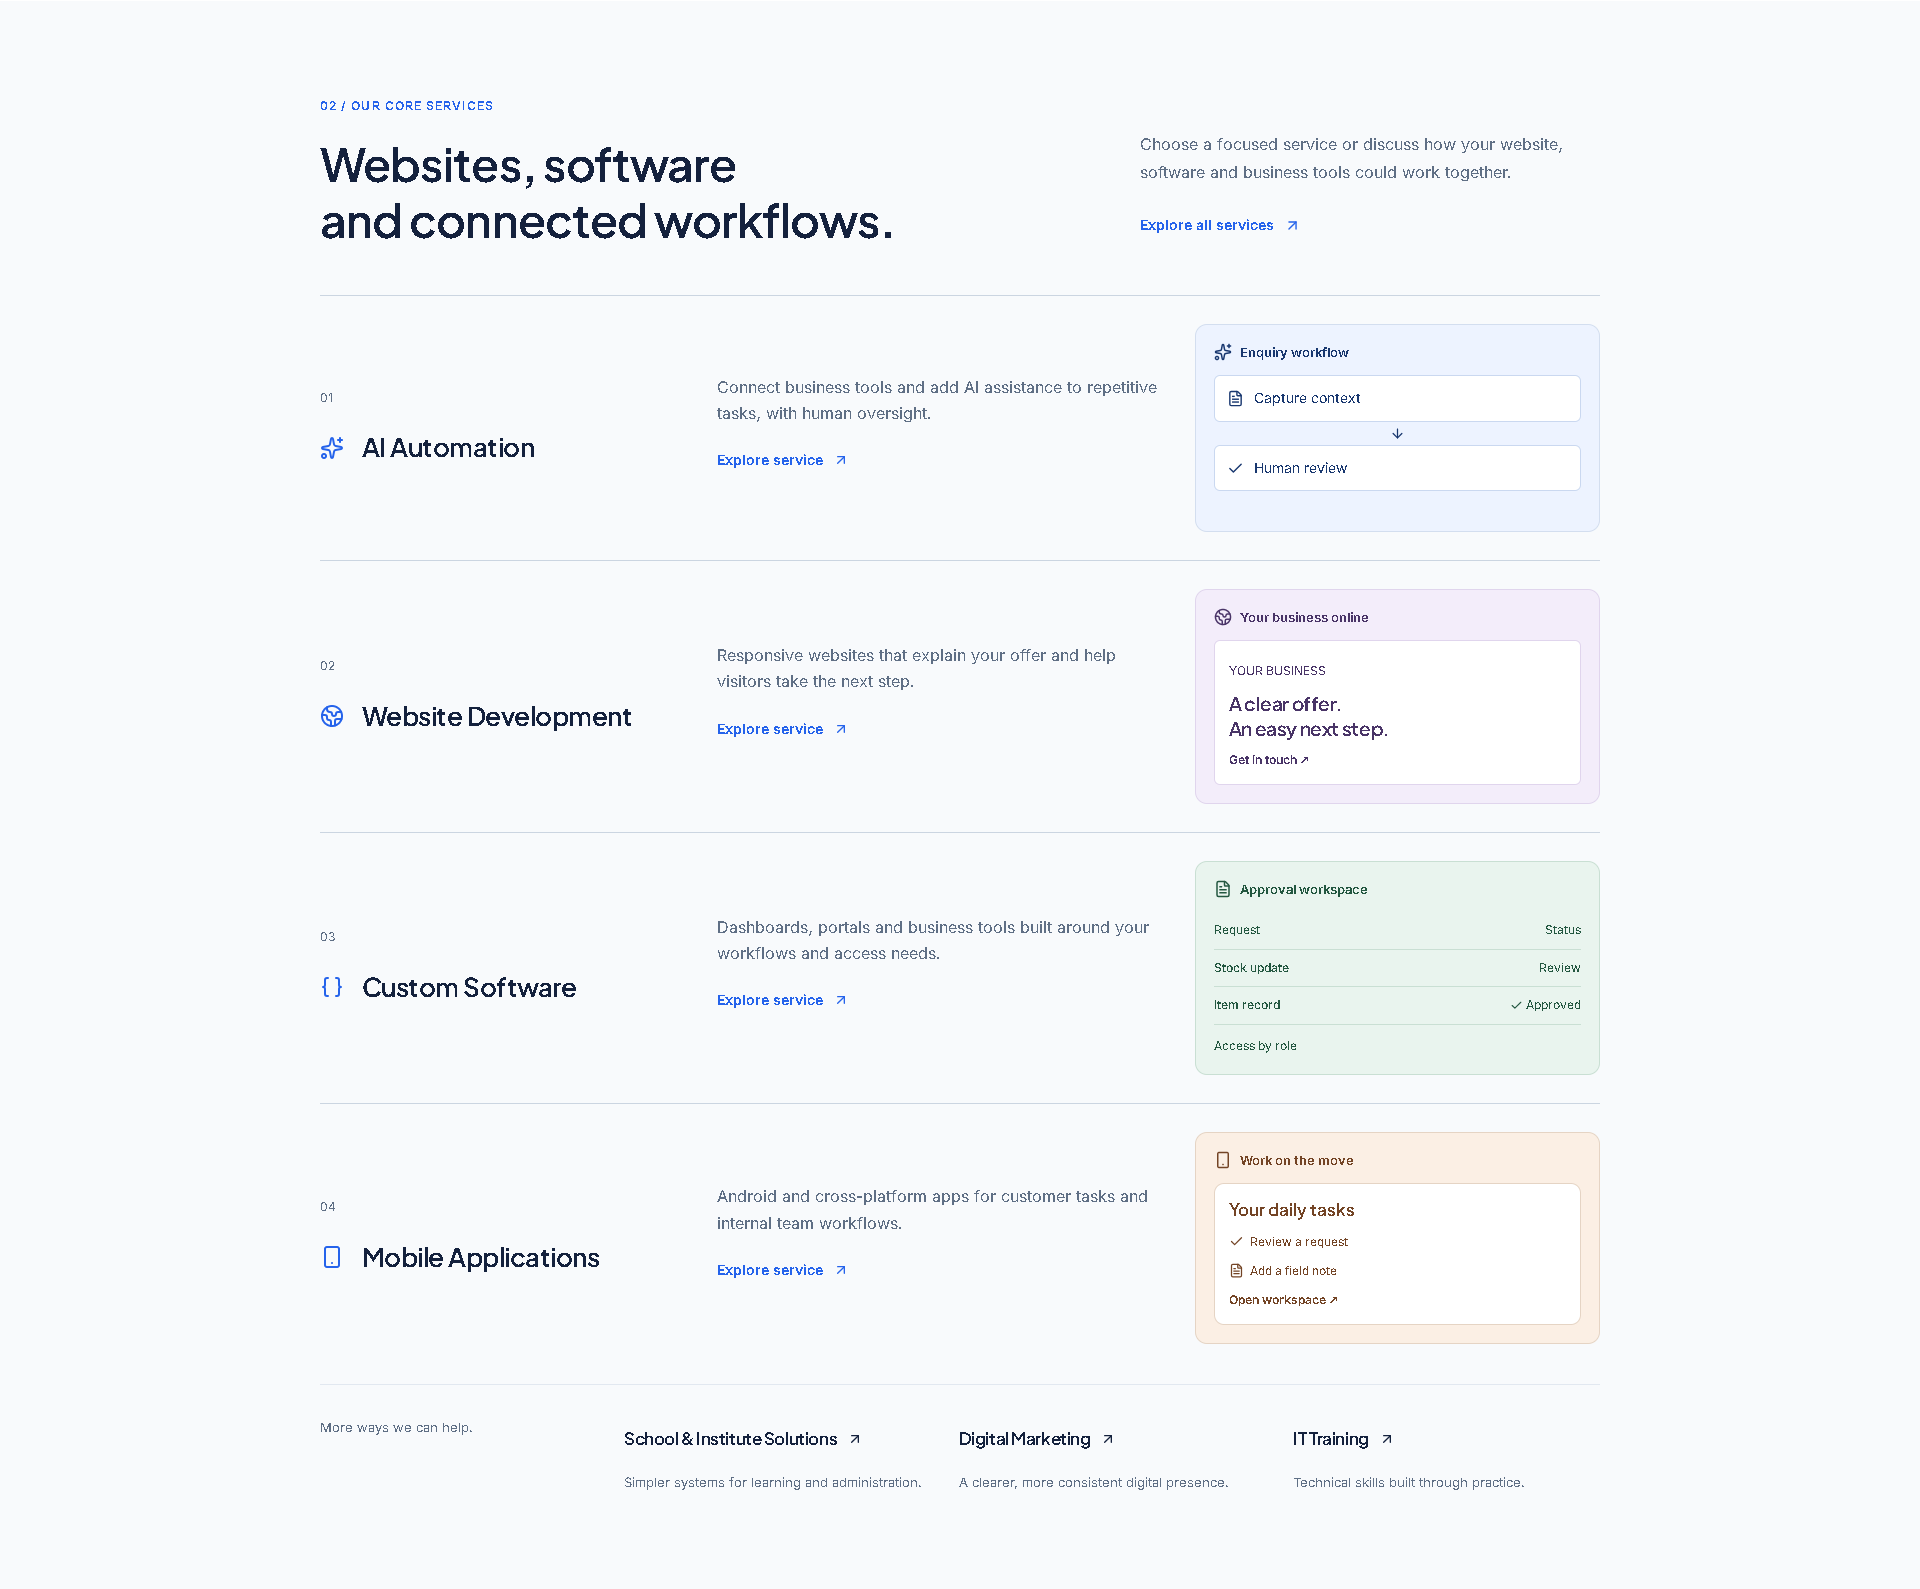 02 / OUR CORE SERVICES
Websites, software
and connected workflows.
Choose a focused service or discuss how your website,
software and business tools could work together.
Explore all services
01
AI Automation
Connect business tools and add AI assistance to repetitive
tasks, with human oversight.
Explore service
Enquiry workflow
Capture context
Human review
02
Website Development
Responsive websites that explain your offer and help
visitors take the next step.
Explore service
Your business online
YOUR BUSINESS
A clear offer.
An easy next step.
Get in touch ↗
03
Custom Software
Dashboards, portals and business tools built around your
workflows and access needs.
Explore service
Approval workspace
Request Status
Stock update Review
Item record Approved
Access by role
04
Mobile Applications
Android and cross-platform apps for customer tasks and
internal team workflows.
Explore service
Work on the move
Your daily tasks
Review a request
Add a field note
Open workspace ↗
More ways we can help.
School & Institute Solutions
Simpler systems for learning and administration.
Digital Marketing
A clearer, more consistent digital presence.
IT Training
Technical skills built through practice.